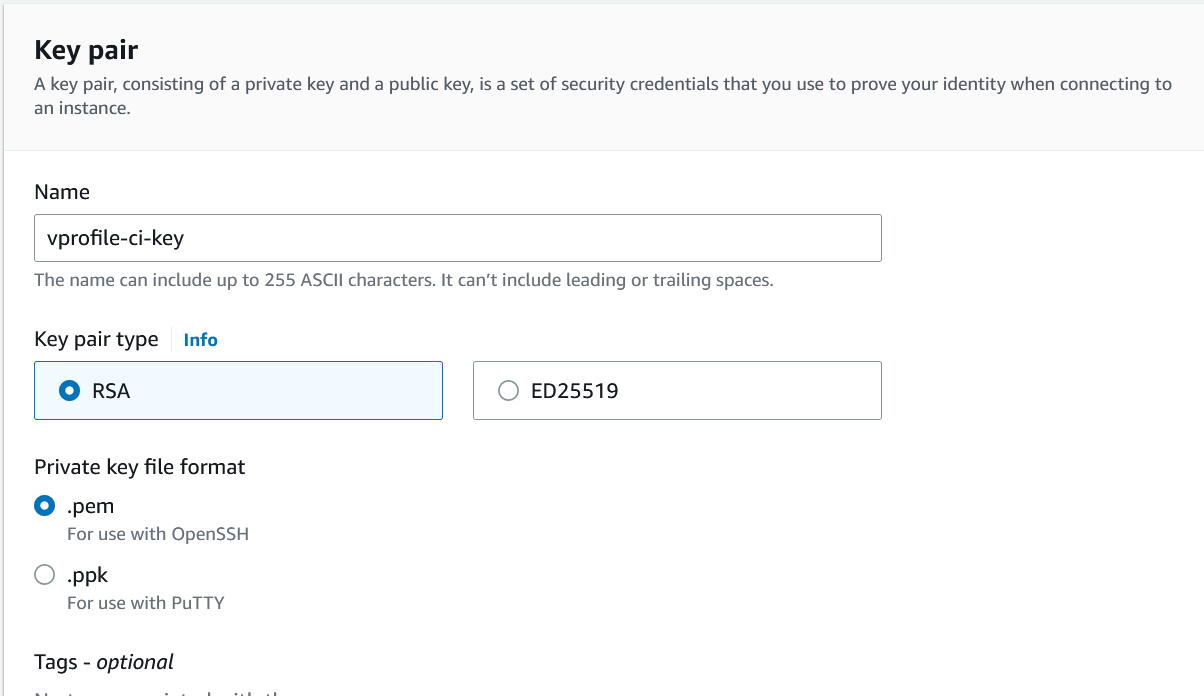 Key pair
A key pair, consisting of a private key and a public key, is a set of security credentials that you use to prove your identity when connecting to
an instance.
Name
vprofile-ci-key
The name can include up to 255 ASCII characters. It can’t include leading or trailing spaces.
Key pair type Info
RSA ED25519
Private key file format
.pem
For use with OpenSSH
.ppk
For use with PuTTY
Tags - optional